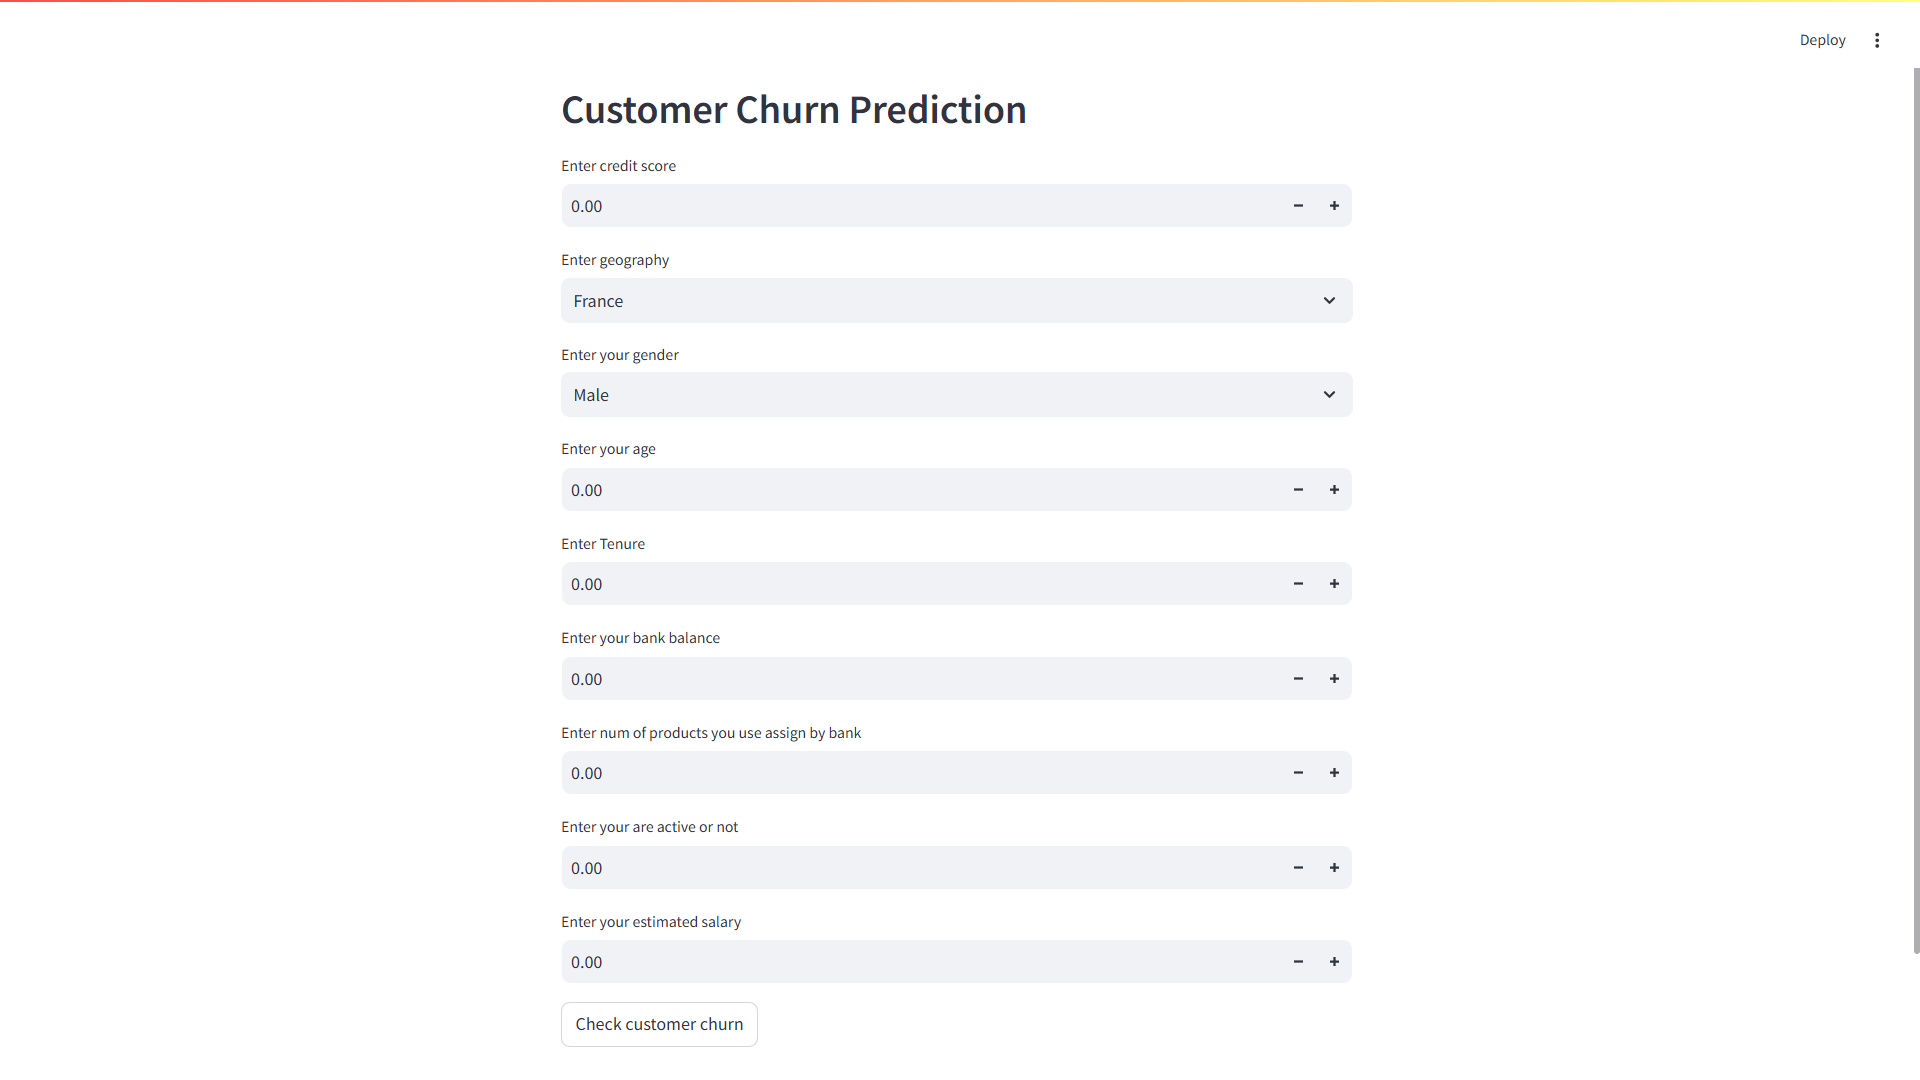 Deploy
Customer Churn Prediction
Enter credit score
0.00
Enter geography
France
Enter your gender
Male
Enter your age
0.00
Enter Tenure
0.00
Enter your bank balance
0.00
Enter num of products you use assign by bank
0.00
Enter your are active or not
0.00
Enter your estimated salary
0.00
Check customer churn